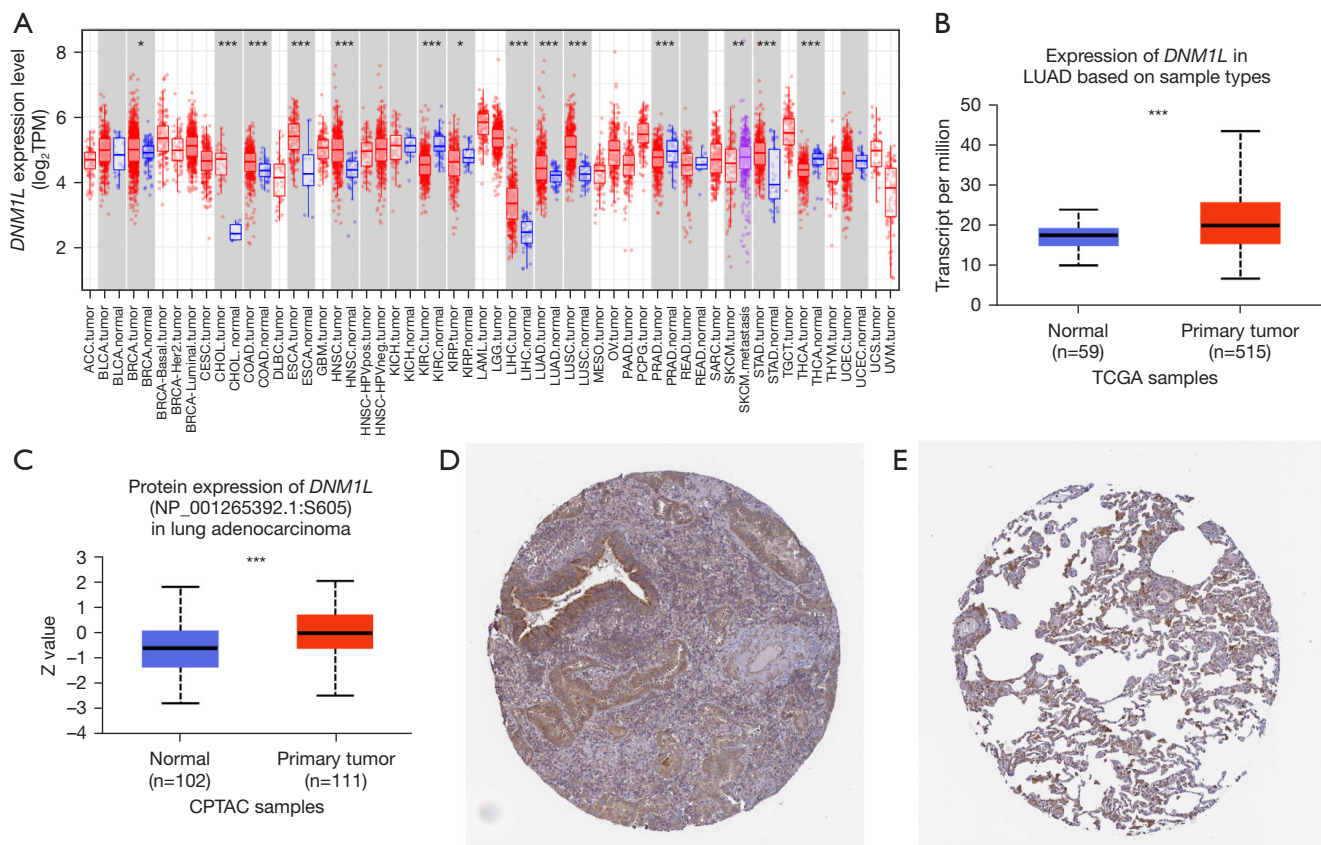 A
DNM1L expression level
(log2 TPM)
8
6
4
2
* *** *** *** *** *** * *** *** *** *** ** *** ***
ACC.tumor
BLCA.tumor
BLCA.normal
BRCA.tumor
BRCA.normal
BRCA-Basal.tumor
BRCA-Her2.tumor
BRCA-Luminal.tumor
CESC.tumor
CHOL.tumor
CHOL.normal
COAD.tumor
COAD.normal
DLBC.tumor
ESCA.tumor
ESCA.normal
GBM.tumor
HNSC.tumor
HNSC.normal
HNSC-HPVpos.tumor
HNSC-HPVneg.tumor
KICH.tumor
KICH.normal
KIRC.tumor
KIRC.normal
KIRP.tumor
KIRP.normal
LAML.tumor
LGG.tumor
LIHC.tumor
LIHC.normal
LUAD.tumor
LUAD.normal
LUSC.tumor
LUSC.normal
MESO.tumor
OV.tumor
PAAD.tumor
PCPG.tumor
PRAD.tumor
PRAD.normal
READ.tumor
READ.normal
SARC.tumor
SKCM.tumor
SKCM.metastasis
STAD.tumor
STAD.normal
TGCT.tumor
THCA.tumor
THCA.normal
THYM.tumor
UCEC.tumor
UCEC.normal
UCS.tumor
UVM.tumor
B
Expression of DNM1L in
LUAD based on sample types
***
Transcript per million
50
40
30
20
10
0
Normal
(n=59)
Primary tumor
(n=515)
TCGA samples
C
Protein expression of DNM1L
(NP_001265392.1:S605)
in lung adenocarcinoma
***
Z value
3
2
1
0
–1
–2
–3
–4
Normal
(n=102)
Primary tumor
(n=111)
CPTAC samples
D
E